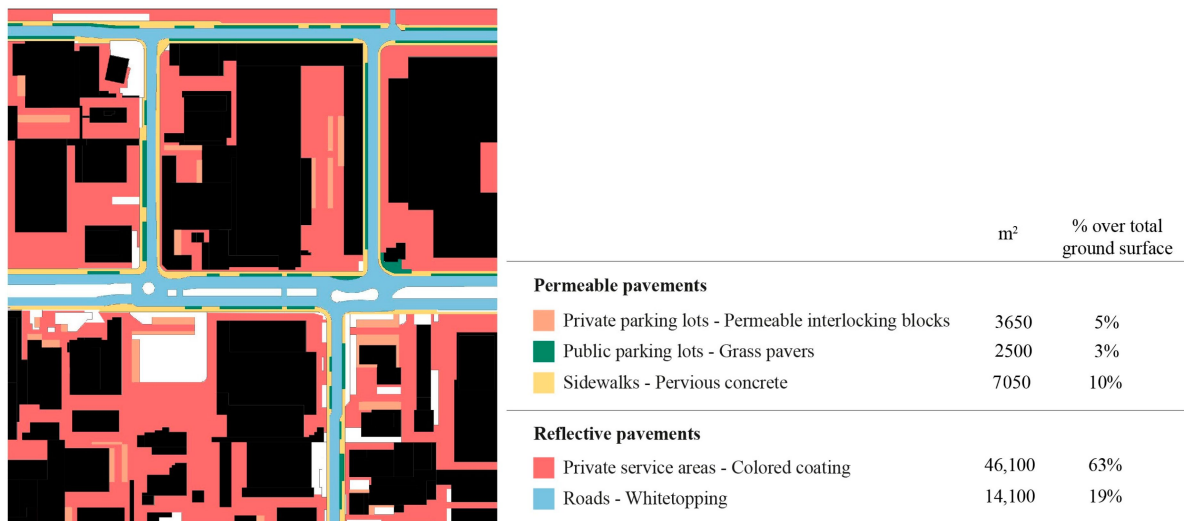 m² % over total
ground surface
Permeable pavements
Private parking lots - Permeable interlocking blocks 3650 5%
Public parking lots - Grass pavers 2500 3%
Sidewalks - Pervious concrete 7050 10%
Reflective pavements
Private service areas - Colored coating 46,100 63%
Roads - Whitetopping 14,100 19%